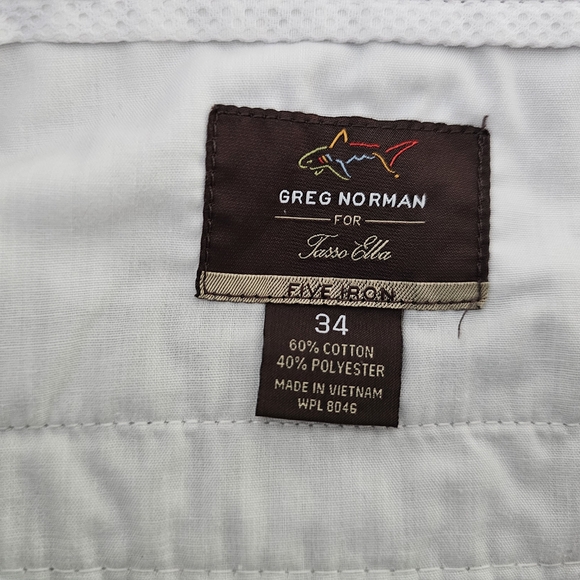 GREG NORMAN
FOR
Tasso Elba
FIVE IRON
34
60% COTTON
40% POLYESTER
MADE IN VIETNAM
WPL 8046